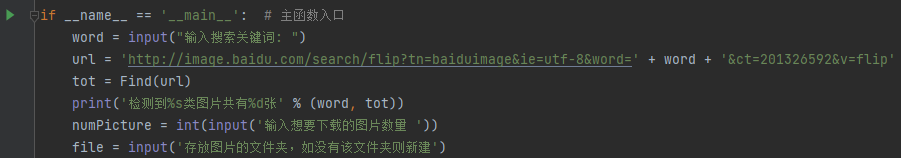 if __name__ == '__main__':  # 主函数入口
    word = input("输入搜索关键词: ")
    url = 'http://image.baidu.com/search/flip?tn=baiduimage&ie=utf-8&word=' + word + '&ct=201326592&v=flip'
    tot = Find(url)
    print('检测到%s类图片共有%d张' % (word, tot))
    numPicture = int(input('输入想要下载的图片数量 '))
    file = input('存放图片的文件夹，如没有该文件夹则新建')